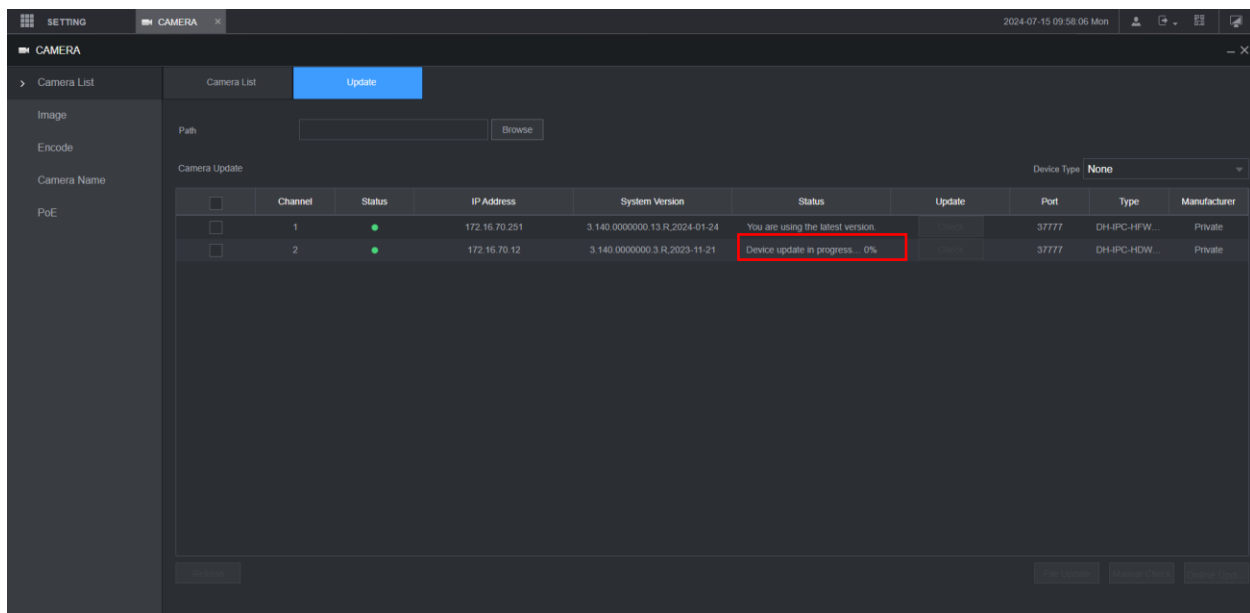 SETTING CAMERA × 2024-07-15 09:58:06 Mon
CAMERA
Camera List
Image
Encode
Camera Name
PoE
Camera List Update
Path Browse
Camera Update Device Type None
Channel Status IP Address System Version Status Update Port Type Manufacturer
1 172.16.70.251 3.140.0000000.13.R,2024-01-24 You are using the latest version. 37777 DH-IPC-HFW... Private
2 172.16.70.12 3.140.0000000.3.R,2023-11-21 Device update in progress... 0% 37777 DH-IPC-HDW... Private
File Update Manual Check